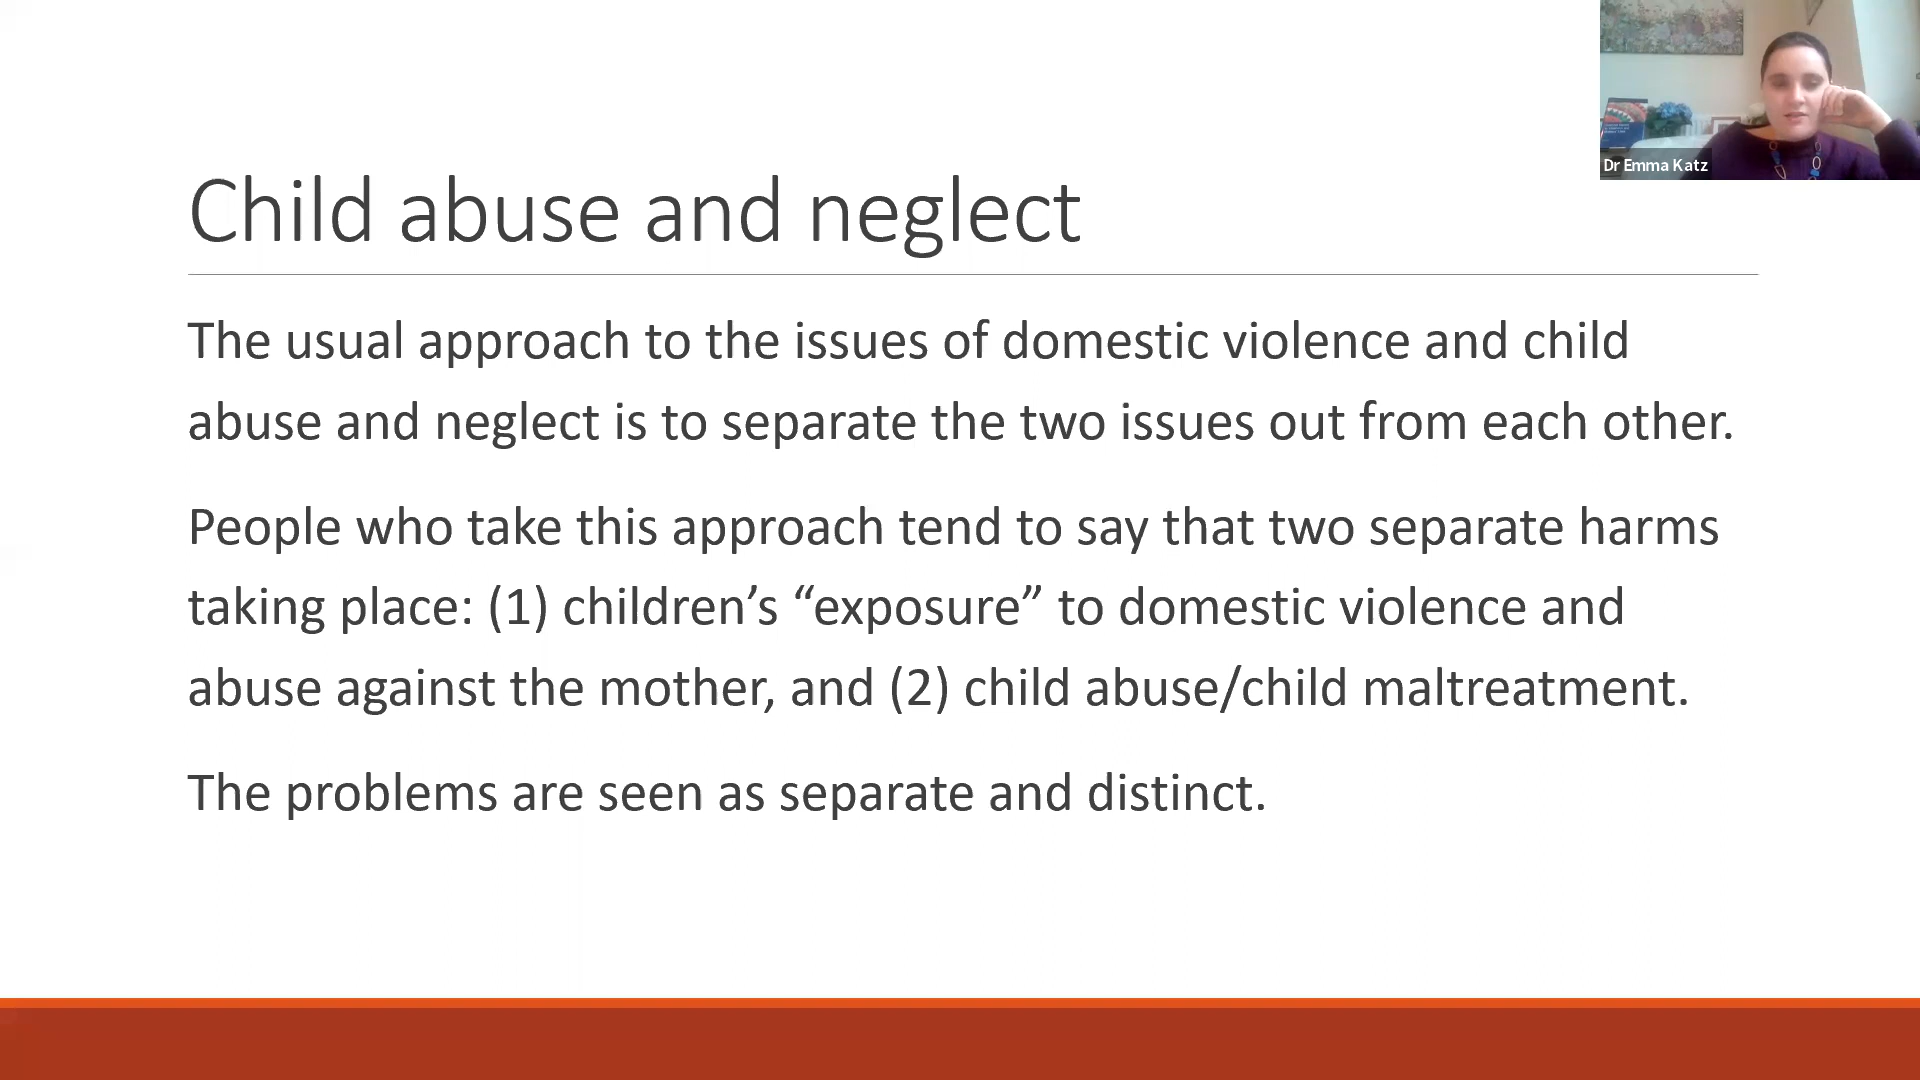 Dr Emma Katz
Child abuse and neglect
The usual approach to the issues of domestic violence and child
abuse and neglect is to separate the two issues out from each other.
People who take this approach tend to say that two separate harms
taking place: (1) children’s “exposure” to domestic violence and
abuse against the mother, and (2) child abuse/child maltreatment.
The problems are seen as separate and distinct.